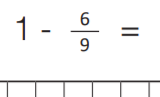 1 - 6/9 =